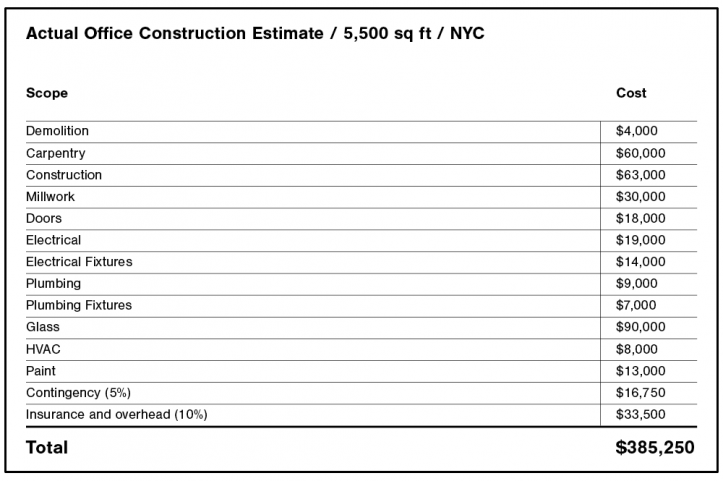 Actual Office Construction Estimate / 5,500 sq ft / NYC
Scope Cost
Demolition $4,000
Carpentry $60,000
Construction $63,000
Millwork $30,000
Doors $18,000
Electrical $19,000
Electrical Fixtures $14,000
Plumbing $9,000
Plumbing Fixtures $7,000
Glass $90,000
HVAC $8,000
Paint $13,000
Contingency (5%) $16,750
Insurance and overhead (10%) $33,500
Total $385,250